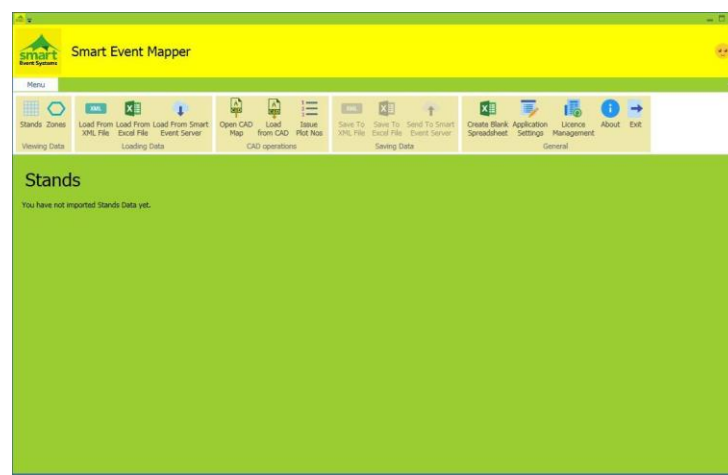 smart
Event Systems
Smart Event Mapper
Menu
Stands Zones
Viewing Data
Load From XML File
Load From Excel File
Load From Smart Event Server
Loading Data
Open CAD Map
Load from CAD
Issue Plot Nos
CAD operations
Save To XML File
Save To Excel File
Send To Smart Event Server
Saving Data
Create Blank Spreadsheet
Application Settings
Licence Management
About
Exit
General
Stands
You have not imported Stands Data yet.